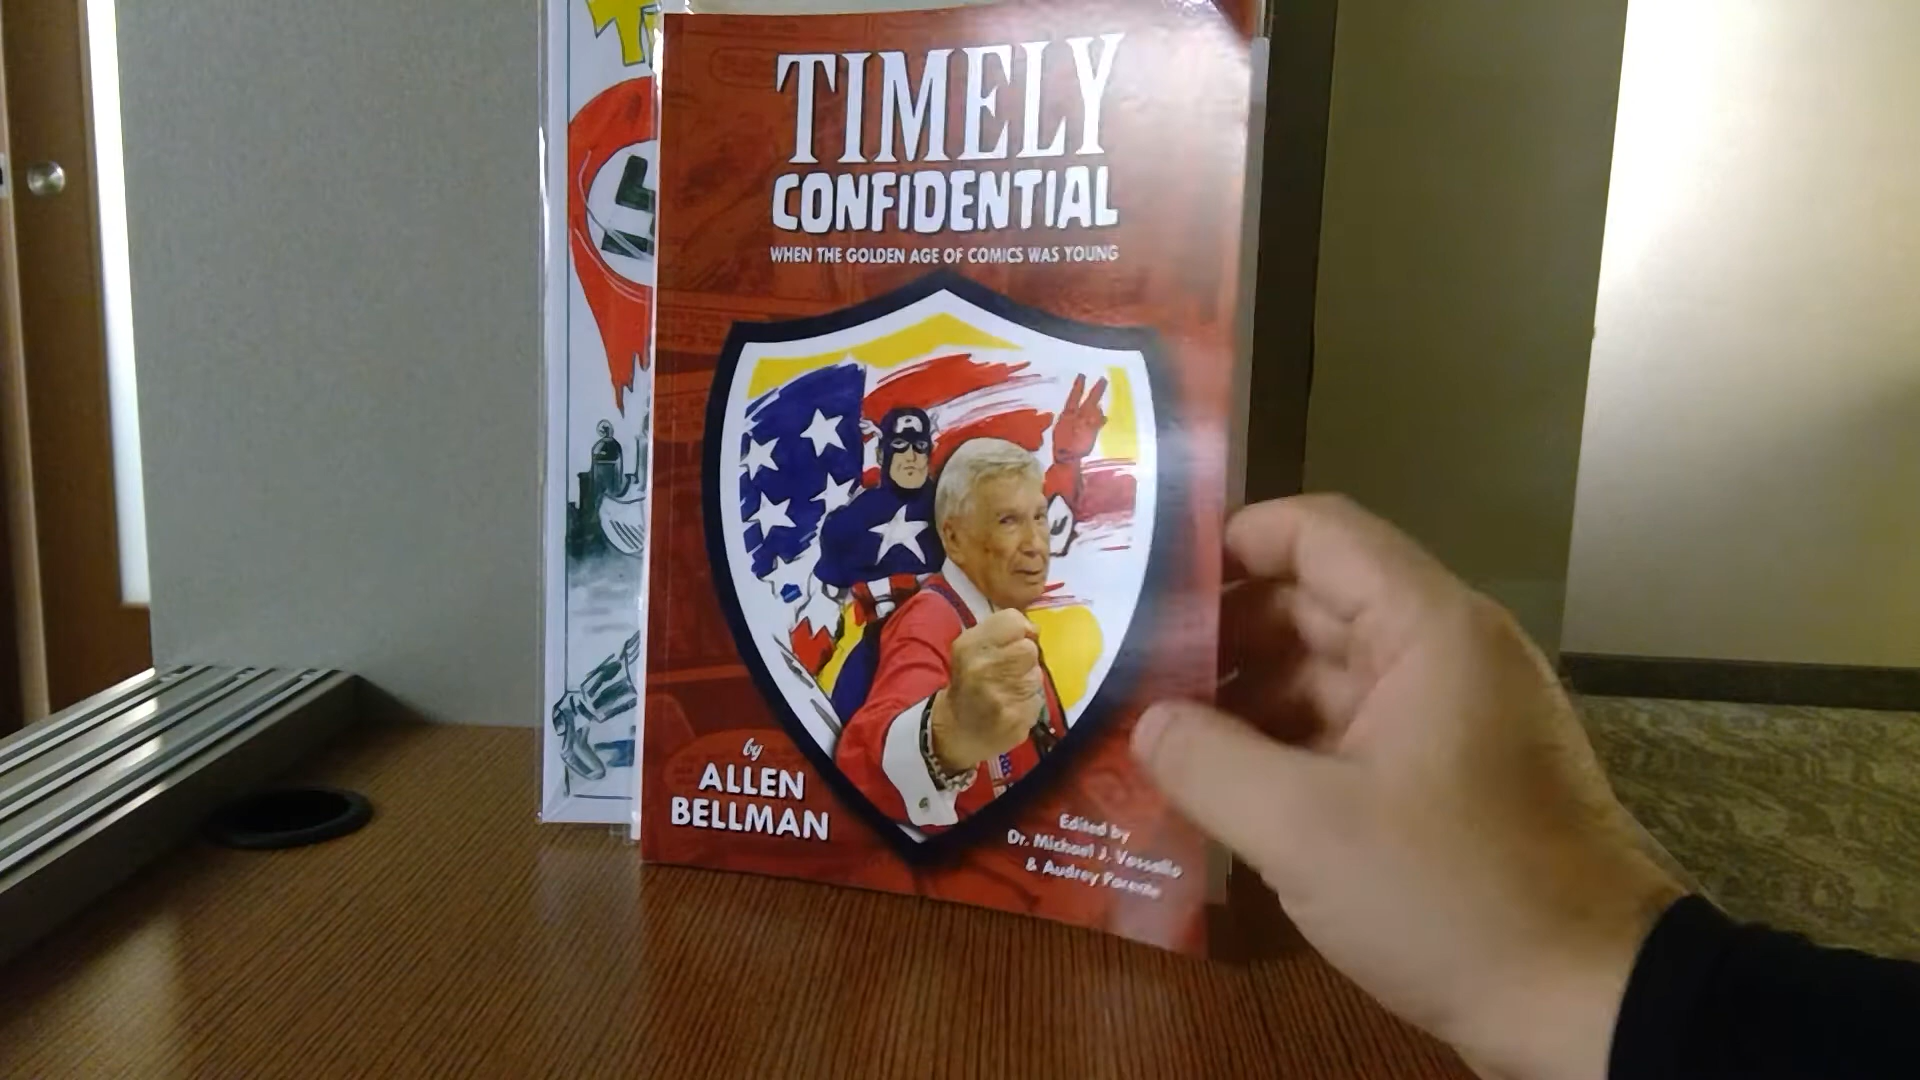 TIMELY
CONFIDENTIAL
WHEN THE GOLDEN AGE OF COMICS WAS YOUNG
A
by
ALLEN
BELLMAN
Edited by
Dr. Michael J. Vassallo
& Audrey Parente